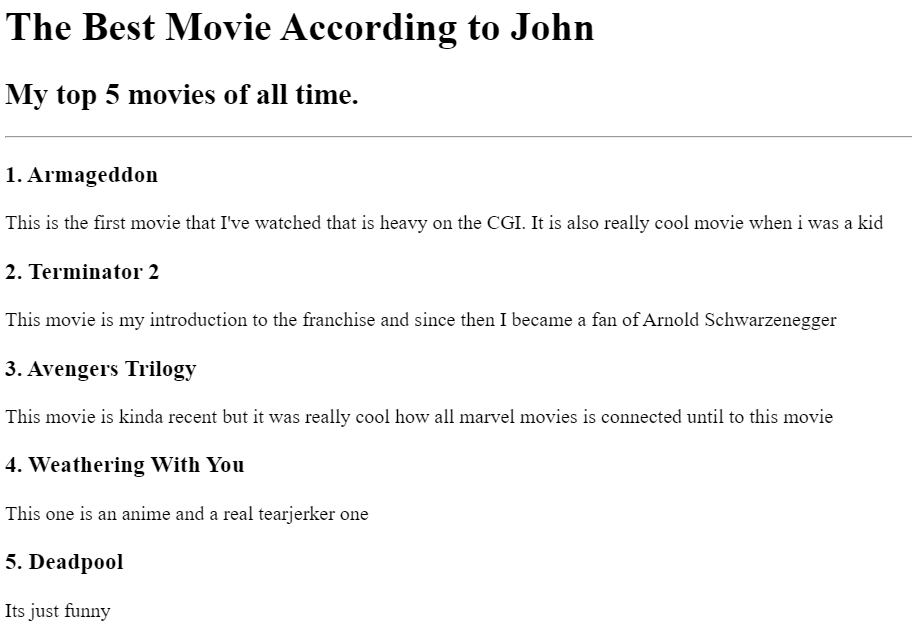 The Best Movie According to John
My top 5 movies of all time.
1. Armageddon
This is the first movie that I've watched that is heavy on the CGI. It is also really cool movie when i was a kid
2. Terminator 2
This movie is my introduction to the franchise and since then I became a fan of Arnold Schwarzenegger
3. Avengers Trilogy
This movie is kinda recent but it was really cool how all marvel movies is connected until to this movie
4. Weathering With You
This one is an anime and a real tearjerker one
5. Deadpool
Its just funny